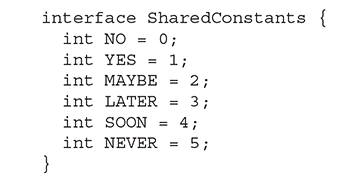 interface SharedConstants {
int NO = 0;
int YES = 1;
int MAYBE = 2;
int LATER = 3;
int SOON = 4;
int NEVER = 5;
}